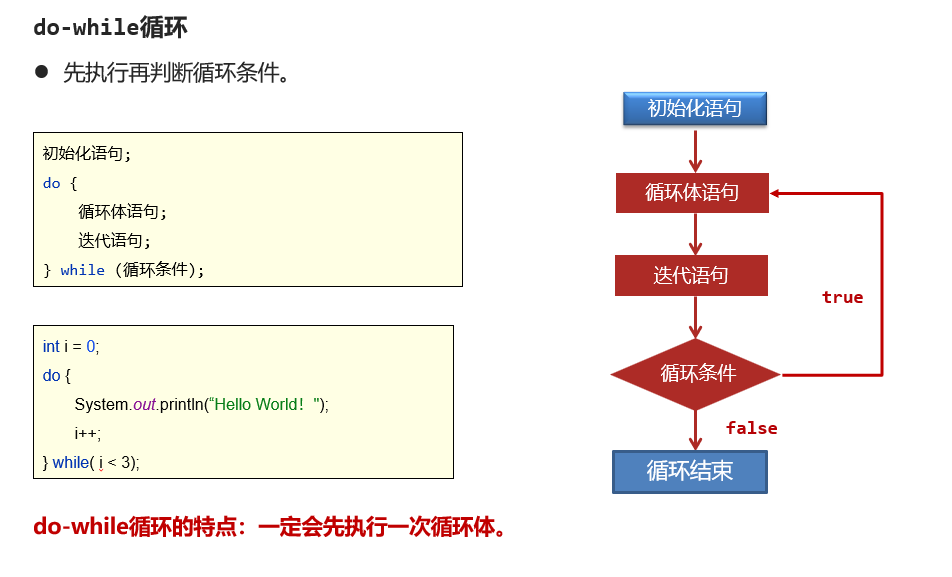 do-while循环
● 先执行再判断循环条件。
初始化语句;
do {
循环体语句;
迭代语句;
} while (循环条件);
int i = 0;
do {
System.out.println(“Hello World！");
i++;
} while( i < 3);
do-while循环的特点：一定会先执行一次循环体。
初始化语句
循环体语句
迭代语句
true
循环条件
false
循环结束